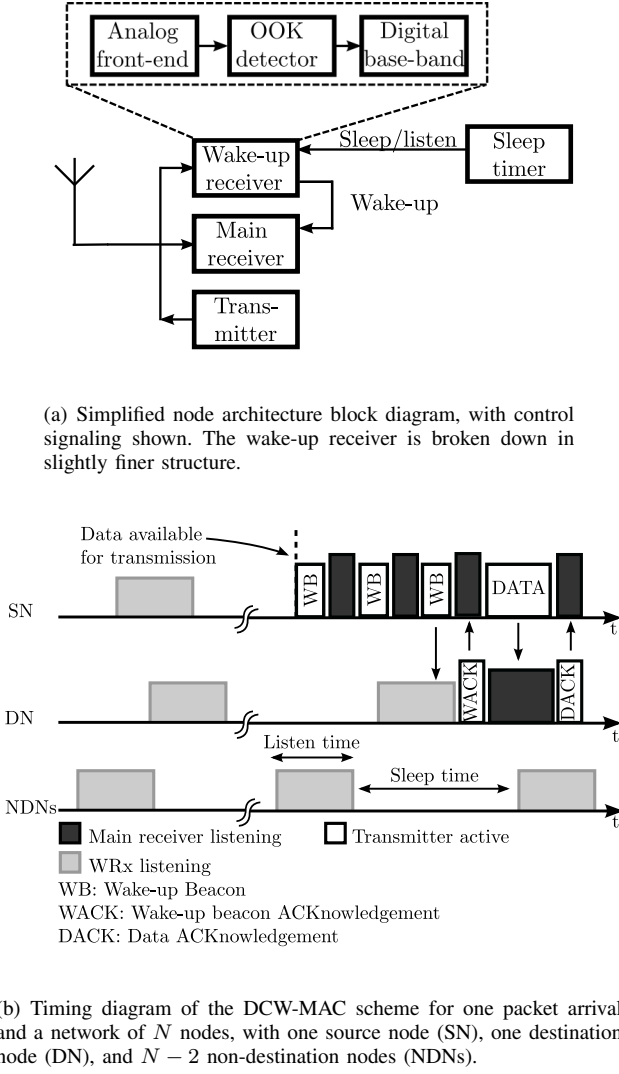 Analog
front-end
OOK
detector
Digital
base-band
Wake-up
receiver
Sleep/listen
Sleep
timer
Wake-up
Main
receiver
Trans-
mitter
(a) Simplified node architecture block diagram, with control
signaling shown. The wake-up receiver is broken down in
slightly finer structure.
Data available
for transmission
WB
WB
WB
DATA
SN
t
WACK
DACK
DN
t
Listen time
Sleep time
NDNs
t
Main receiver listening
Transmitter active
WRx listening
WB: Wake-up Beacon
WACK: Wake-up beacon ACKnowledgement
DACK: Data ACKnowledgement
(b) Timing diagram of the DCW-MAC scheme for one packet arrival
and a network of N nodes, with one source node (SN), one destination
node (DN), and N − 2 non-destination nodes (NDNs).